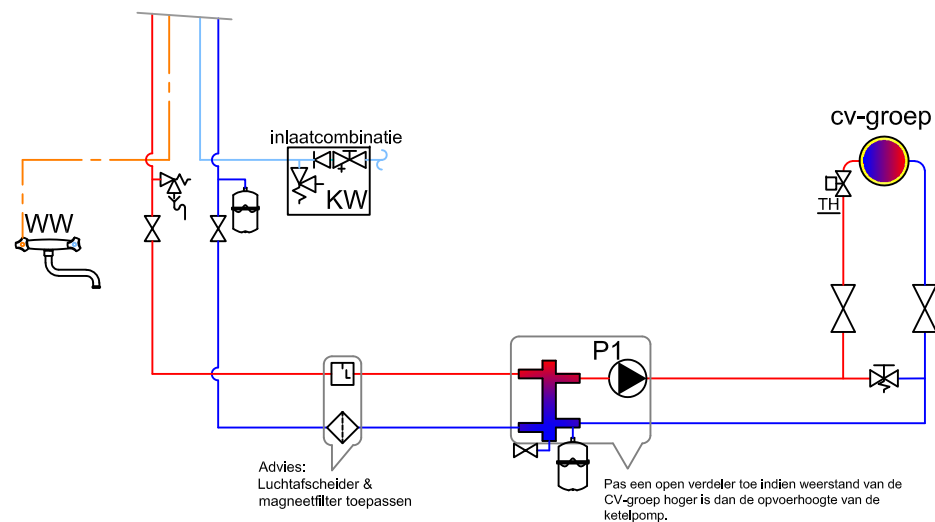 inlaatcombinatie
KW
WW
cv-groep
TH
P1
Advies:
Luchtafscheider &
magneetfilter toepassen
Pas een open verdeler toe indien weerstand van de
CV-groep hoger is dan de opvoerhoogte van de
ketelpomp.